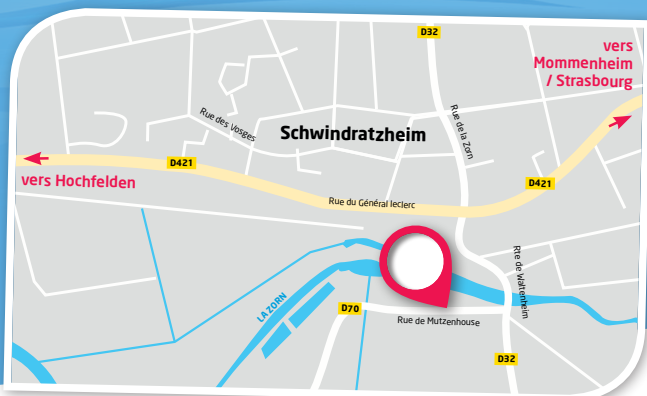 D32
vers
Mommenheim
/ Strasbourg
Rue des Vosges
Schwindratzheim
Rue de la Zorn
D421
vers Hochfelden
D421
Rue du Général leclerc
Rte de Waltenheim
LA ZORN
D70
Rue de Mutzenhouse
D32